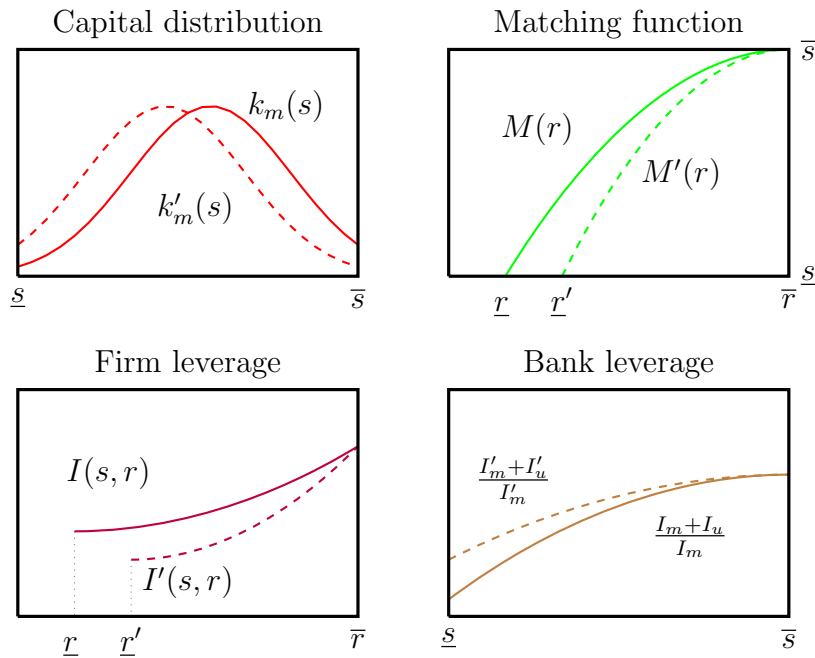 Capital distribution
k_m(s)
k'_m(s)
s̲ s̅
Matching function
s̅
M(r)
M'(r)
s̲
r̲ r̲' r̅
Firm leverage
I(s, r)
I'(s, r)
r̲ r̲' r̅
Bank leverage
I'_m+I'_u
I'_m
I_m+I_u
I_m
s̲ s̅